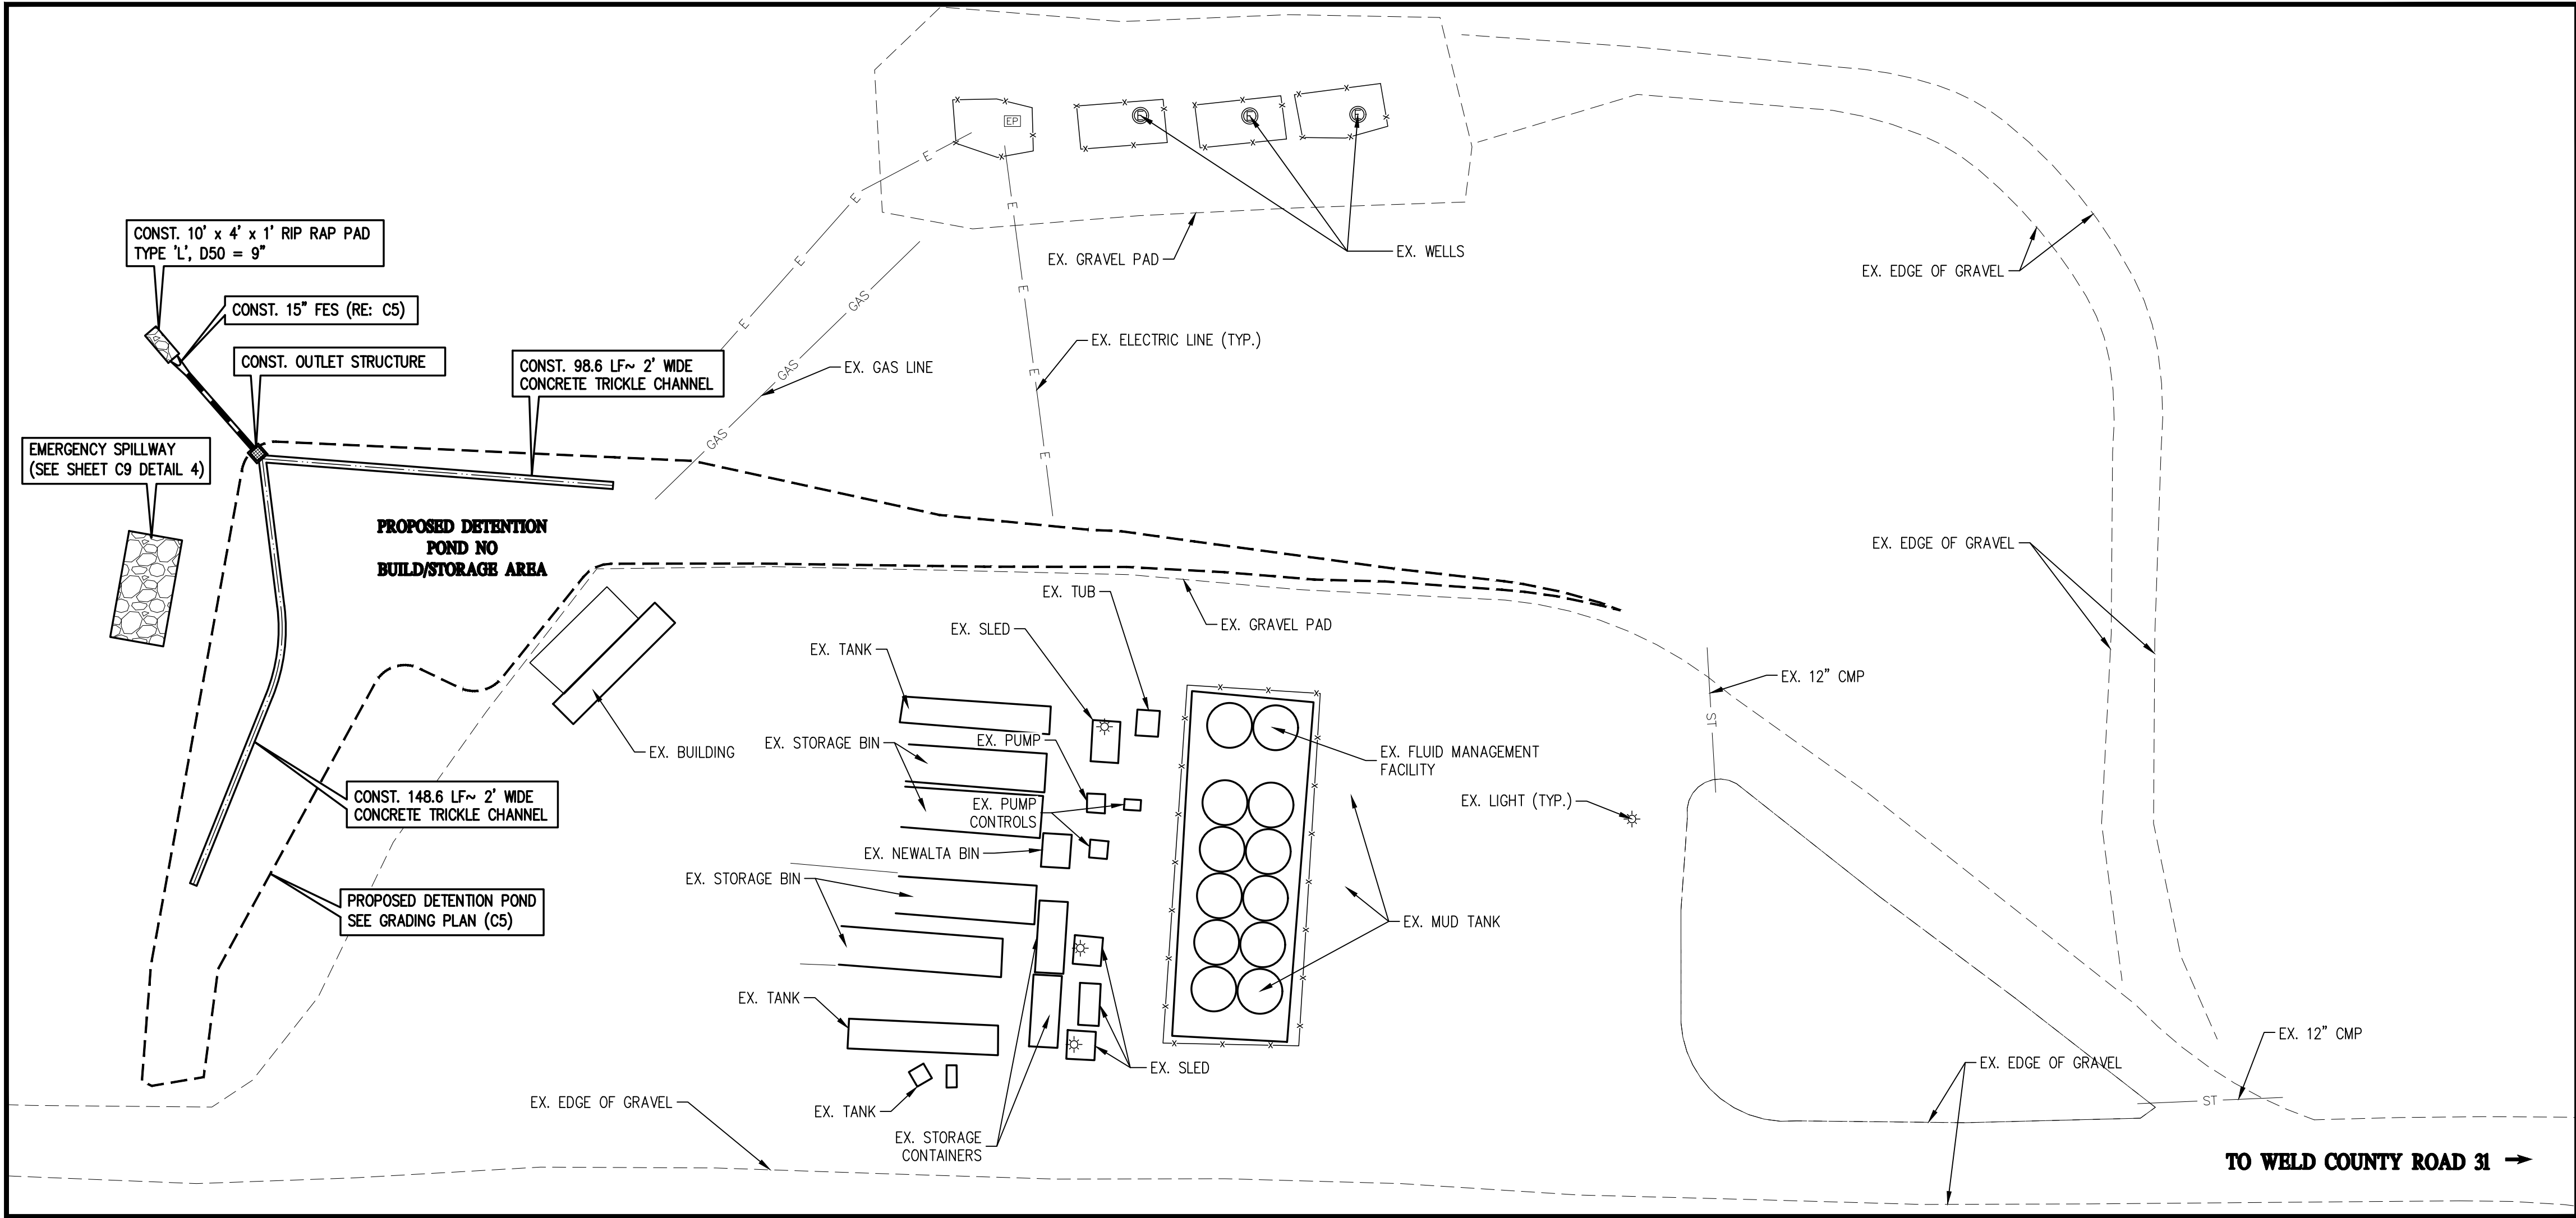 EP
E
E
E
E
E
E
E
E
GAS
GAS
GAS
EX. GRAVEL PAD
EX. WELLS
EX. EDGE OF GRAVEL
CONST. 10' x 4' x 1' RIP RAP PAD
TYPE 'L', D50 = 9"
CONST. 15" FES (RE: C5)
CONST. OUTLET STRUCTURE
CONST. 98.6 LF~ 2' WIDE
CONCRETE TRICKLE CHANNEL
EX. GAS LINE
EX. ELECTRIC LINE (TYP.)
EMERGENCY SPILLWAY
(SEE SHEET C9 DETAIL 4)
PROPOSED DETENTION
POND NO
BUILD/STORAGE AREA
EX. EDGE OF GRAVEL
EX. TUB
EX. SLED
EX. GRAVEL PAD
EX. TANK
EX. 12" CMP
ST
EX. STORAGE BIN
EX. PUMP
EX. BUILDING
EX. FLUID MANAGEMENT
FACILITY
CONST. 148.6 LF~ 2' WIDE
CONCRETE TRICKLE CHANNEL
EX. PUMP
CONTROLS
EX. LIGHT (TYP.)
EX. NEWALTA BIN
EX. STORAGE BIN
PROPOSED DETENTION POND
SEE GRADING PLAN (C5)
EX. MUD TANK
EX. TANK
EX. 12" CMP
EX. SLED
EX. EDGE OF GRAVEL
EX. EDGE OF GRAVEL
ST
EX. TANK
EX. STORAGE
CONTAINERS
TO WELD COUNTY ROAD 31